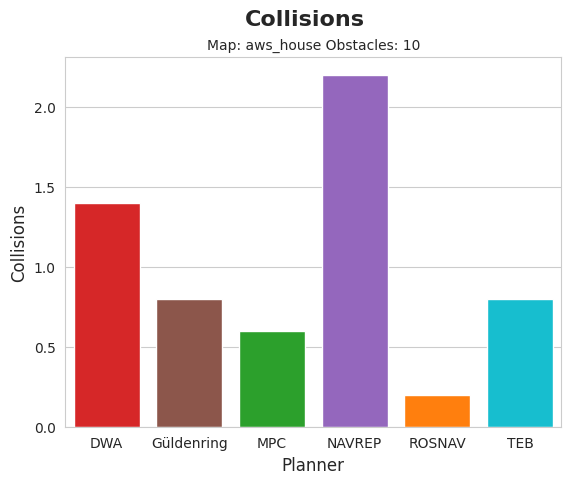 Collisions
Map: aws_house Obstacles: 10
2.0
1.5
1.0
0.5
0.0
Collisions
DWA Güldenring MPC NAVREP ROSNAV TEB
Planner